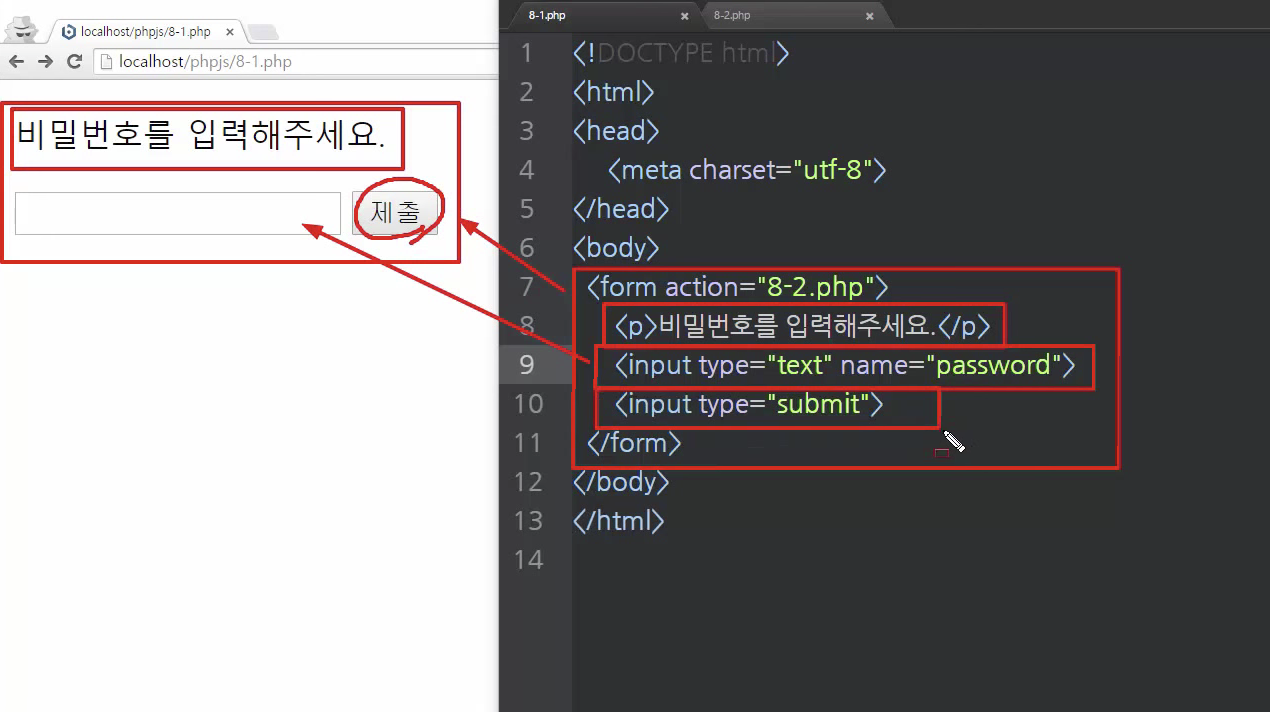 localhost/phpjs/8-1.php
localhost/phpjs/8-1.php
비밀번호를 입력해주세요.
제출
8-1.php
8-2.php
1 <!DOCTYPE html>
2 <html>
3 <head>
4 <meta charset="utf-8">
5 </head>
6 <body>
7 <form action="8-2.php">
8 <p>비밀번호를 입력해주세요.</p>
9 <input type="text" name="password">
10 <input type="submit">
11 </form>
12 </body>
13 </html>
14